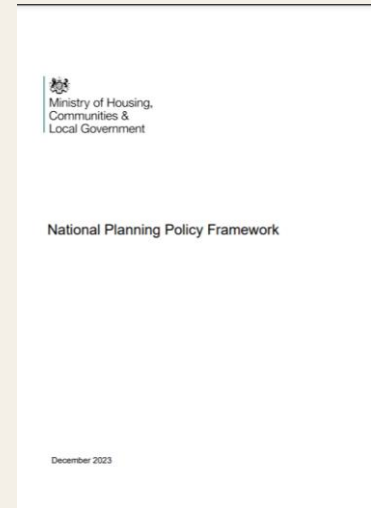 Ministry of Housing,
Communities &
Local Government
National Planning Policy Framework
December 2023